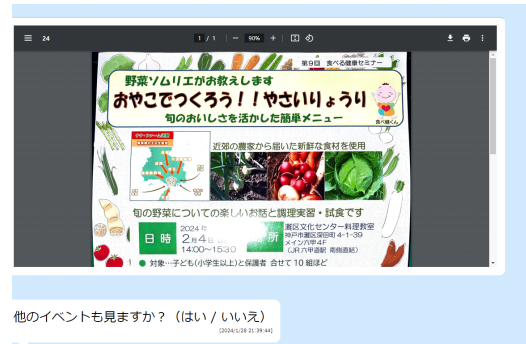 24
1 / 1
90%
第9回 食べる健康セミナー
野菜ソムリエがお教えします
おやこでつくろう！！やさいりょうり
旬のおいしさを活かした簡単メニュー
食べ健くん
近郊の農家から届いた新鮮な食材を使用
旬の野菜についての楽しいお話と調理実習・試食です
日 時
2024年
2月4日
14:00〜15:30
所
灘区文化センター料理教室
神戸市灘区深田町 4-1-39
メイン六甲4F
（JR 六甲道駅 南側直結）
● 対象…子ども(小学生以上)と保護者 合せて10組ほど
他のイベントも見ますか？（はい / いいえ）
[2024/1/28 21:39:44]